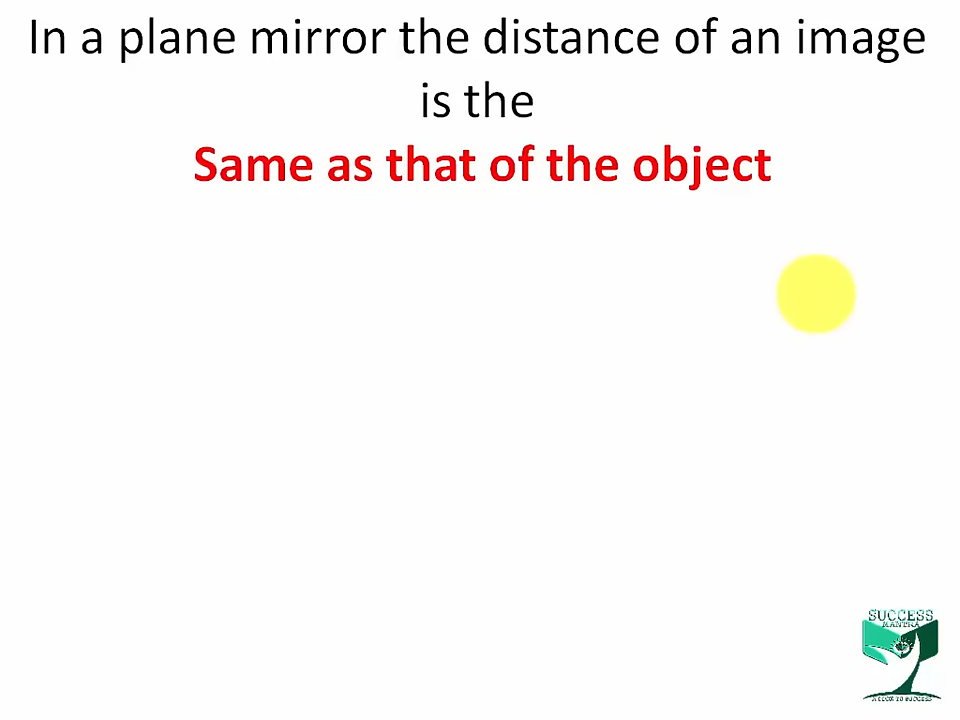 In a plane mirror the distance of an image
is the
Same as that of the object
SUCCESS
MANTRA